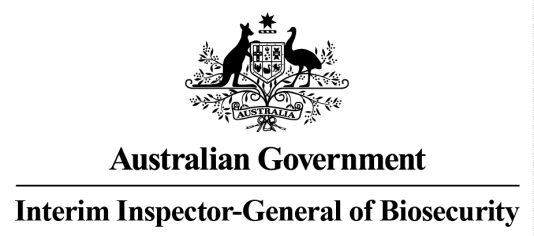 AUSTRALIA
Australian Government
Interim Inspector-General of Biosecurity